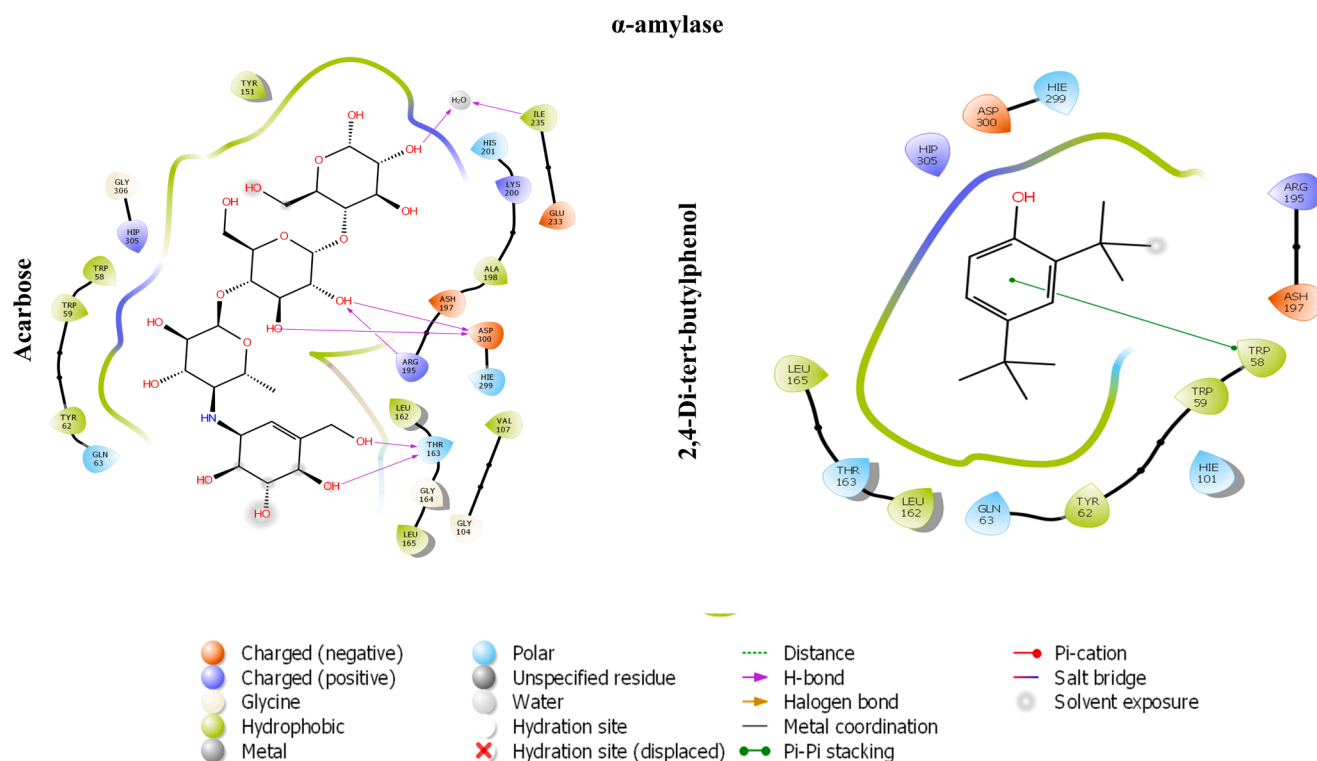 α-amylase
Acarbose
TYR
151
GLY
306
HIP
305
TRP
58
TRP
59
TYR
62
GLN
63
H₂O
ILE
235
HIS
201
LYS
200
GLU
233
ALA
198
ASH
197
ASP
300
ARG
195
HIE
299
LEU
162
THR
163
VAL
107
GLY
164
GLY
104
LEU
165
OH
OH
O
HO
OH
OH
O
O
O
OH
HO
O
HO
O
HO
HN
OH
HO
OH
HO
2,4-Di-tert-butylphenol
HIE
299
ASP
300
HIP
305
ARG
195
OH
ASH
197
TRP
58
LEU
165
TRP
59
HIE
101
THR
163
LEU
162
GLN
63
TYR
62
Charged (negative)
Charged (positive)
Glycine
Hydrophobic
Metal
Polar
Unspecified residue
Water
Hydration site
Hydration site (displaced)
Distance
H-bond
Halogen bond
Metal coordination
Pi-Pi stacking
Pi-cation
Salt bridge
Solvent exposure